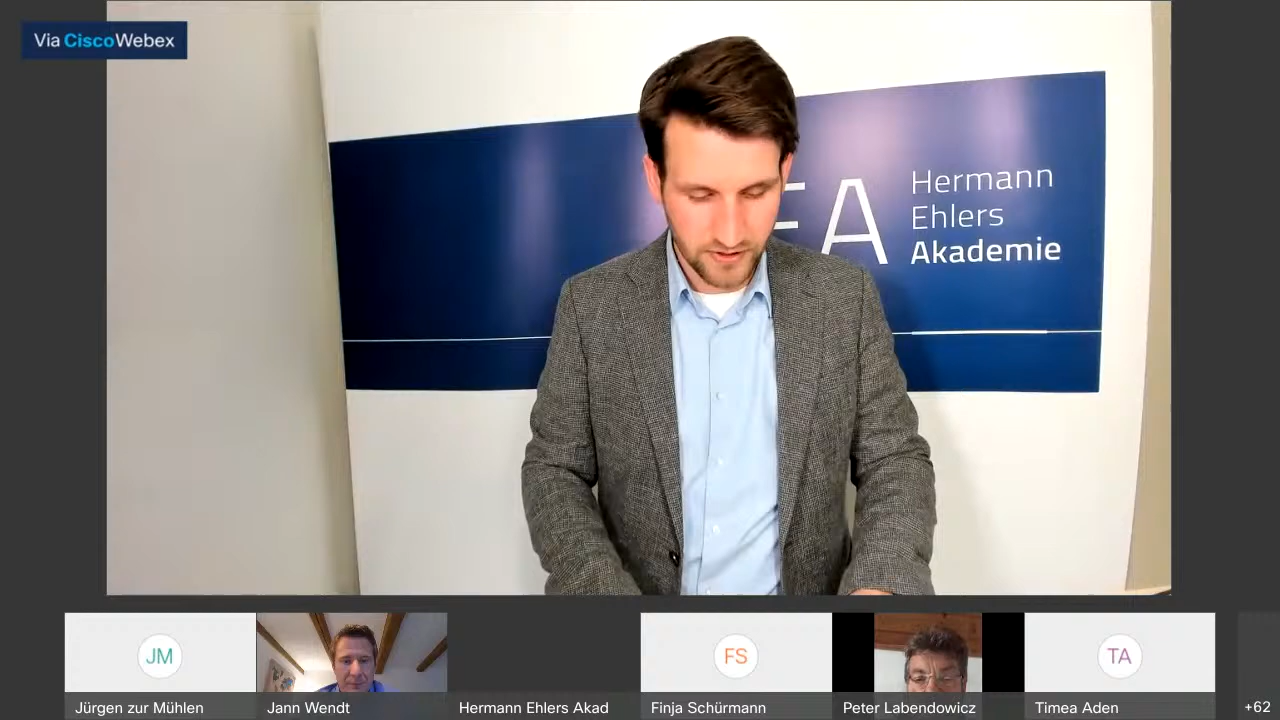 Via CiscoWebex
EA
Hermann
Ehlers
Akademie
JM
FS
TA
Jürgen zur Mühlen
Jann Wendt
Hermann Ehlers Akad
Finja Schürmann
Peter Labendowicz
Timea Aden
+62